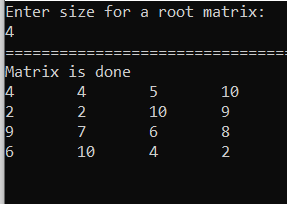 Enter size for a root matrix:
4
================================
Matrix is done
4 4 5 10
2 2 10 9
9 7 6 8
6 10 4 2